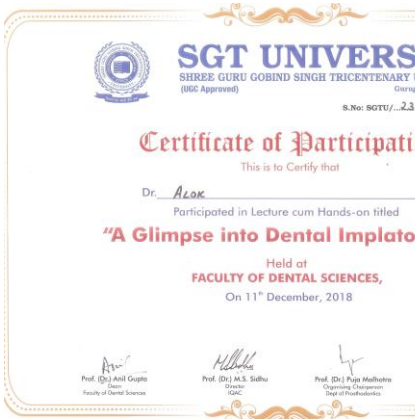 SGT UNIVERS
SHREE GURU GOBIND SINGH TRICENTENARY U
(UGC Approved)
Gurug
S.No: SGTU/...23
Certificate of Participati
This is to Certify that
Dr. ALOK
Participated in Lecture cum Hands-on titled
"A Glimpse into Dental Implato
Held at
FACULTY OF DENTAL SCIENCES,
On 11th December, 2018
Prof. (Dr.) Anil Gupta
Dean
Faculty of Dental Sciences
Prof. (Dr.) M.S. Sidhu
Director
IQAC
Prof. (Dr.) Puja Malhotra
Organising Chairperson
Dept of Prosthodontics